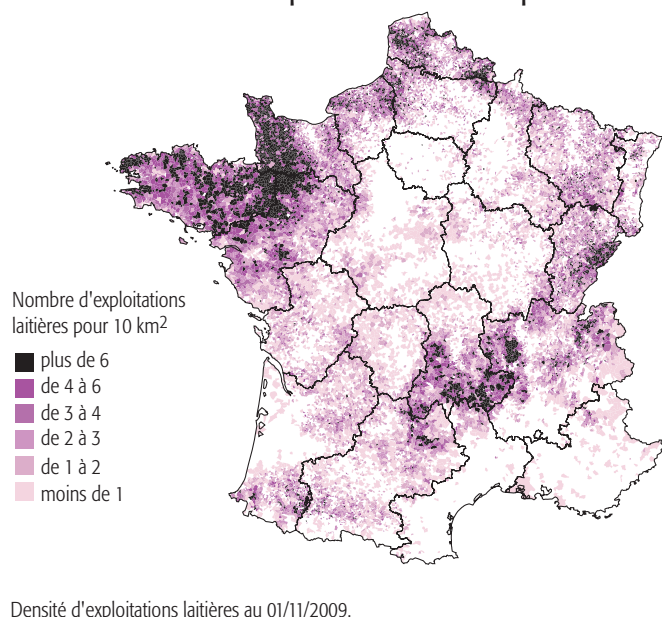 Nombre d'exploitations
laitières pour 10 km²
plus de 6
de 4 à 6
de 3 à 4
de 2 à 3
de 1 à 2
moins de 1
Densité d'exploitations laitières au 01/11/2009.